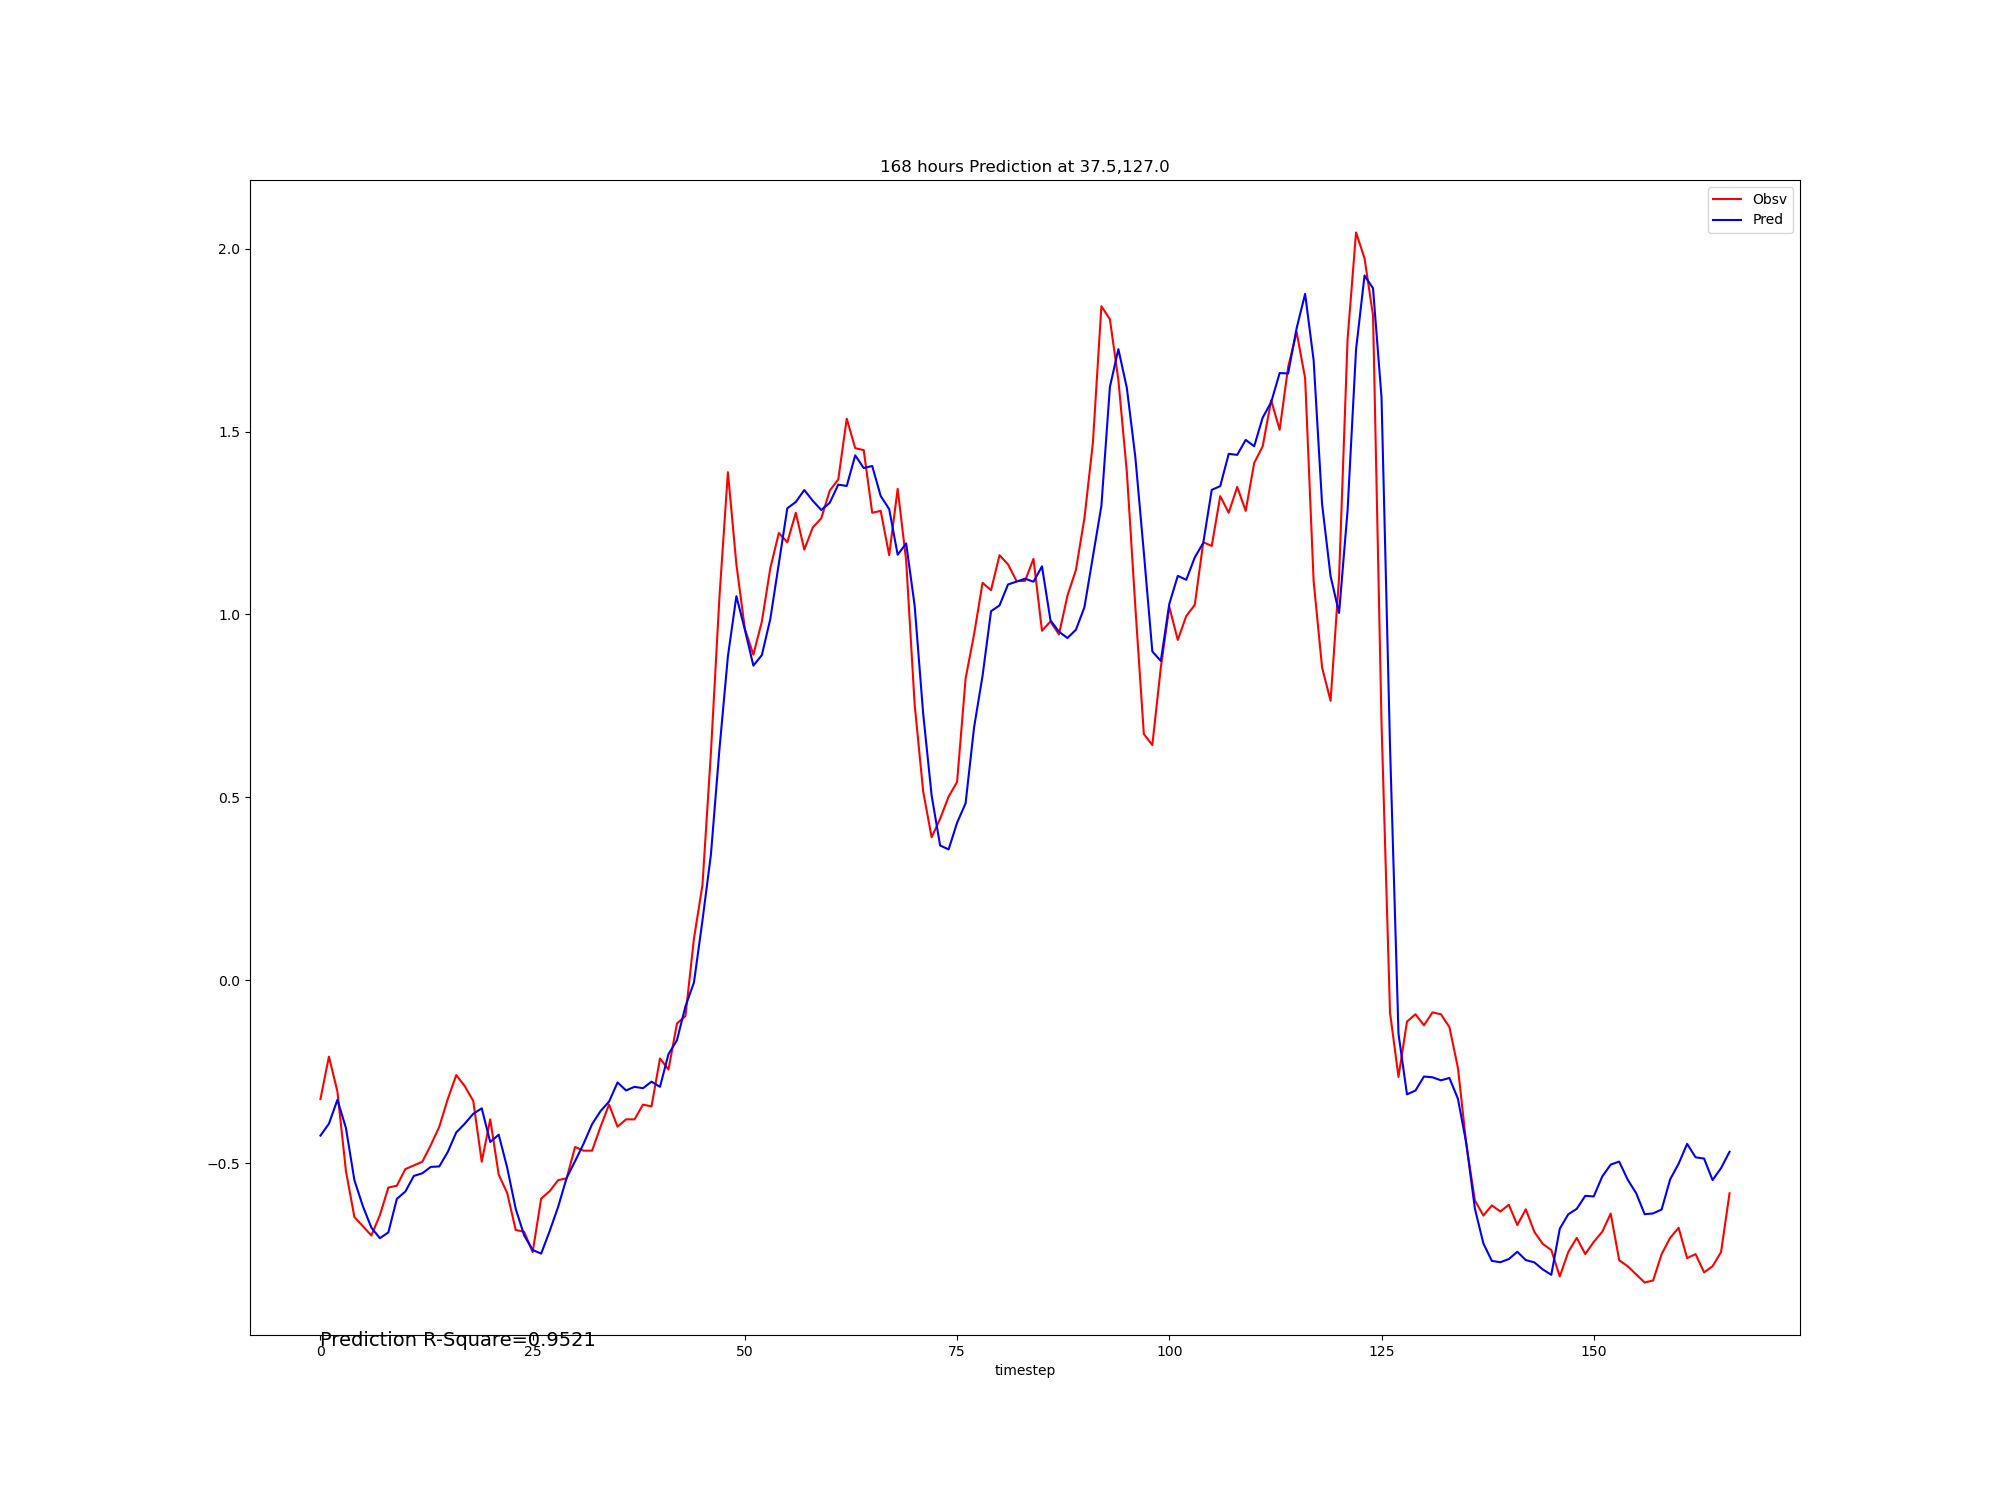 168 hours Prediction at 37.5,127.0
Obsv
Pred
2.0
1.5
1.0
0.5
0.0
−0.5
Prediction R-Square=0.9521
0 25 50 75 100 125 150
timestep